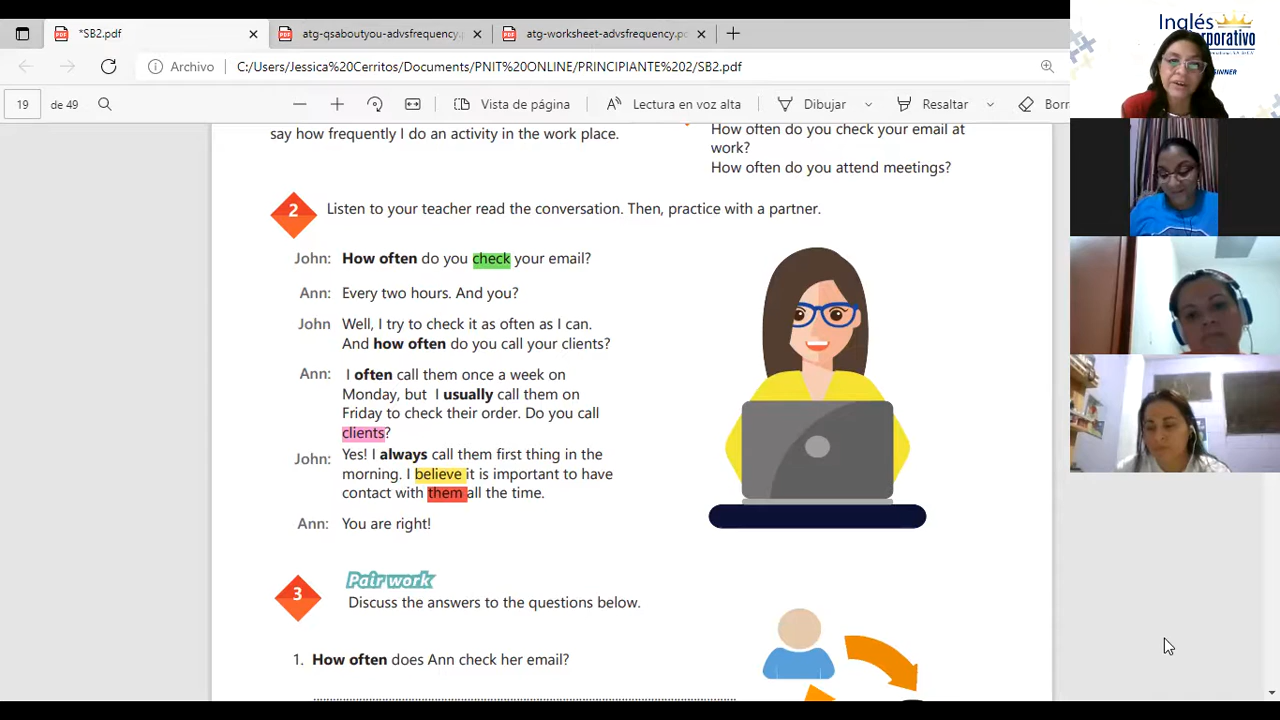 *SB2.pdf
atg-qsaboutyou-advsfrequency.
atg-worksheet-advsfrequency.pc
Archivo
C:/Users/Jessica%20Cerritos/Documents/PNIT%20ONLINE/PRINCIPIANTE%202/SB2.pdf
19 de 49
Vista de página
Lectura en voz alta
Dibujar
Resaltar
Borr
say how frequently I do an activity in the work place.
How often do you check your email at
work?
How often do you attend meetings?
2 Listen to your teacher read the conversation. Then, practice with a partner.
John: How often do you check your email?
Ann: Every two hours. And you?
John Well, I try to check it as often as I can.
And how often do you call your clients?
Ann: I often call them once a week on
Monday, but I usually call them on
Friday to check their order. Do you call
clients?
John: Yes! I always call them first thing in the
morning. I believe it is important to have
contact with them all the time.
Ann: You are right!
3 Pair work
Discuss the answers to the questions below.
1. How often does Ann check her email?
Inglés